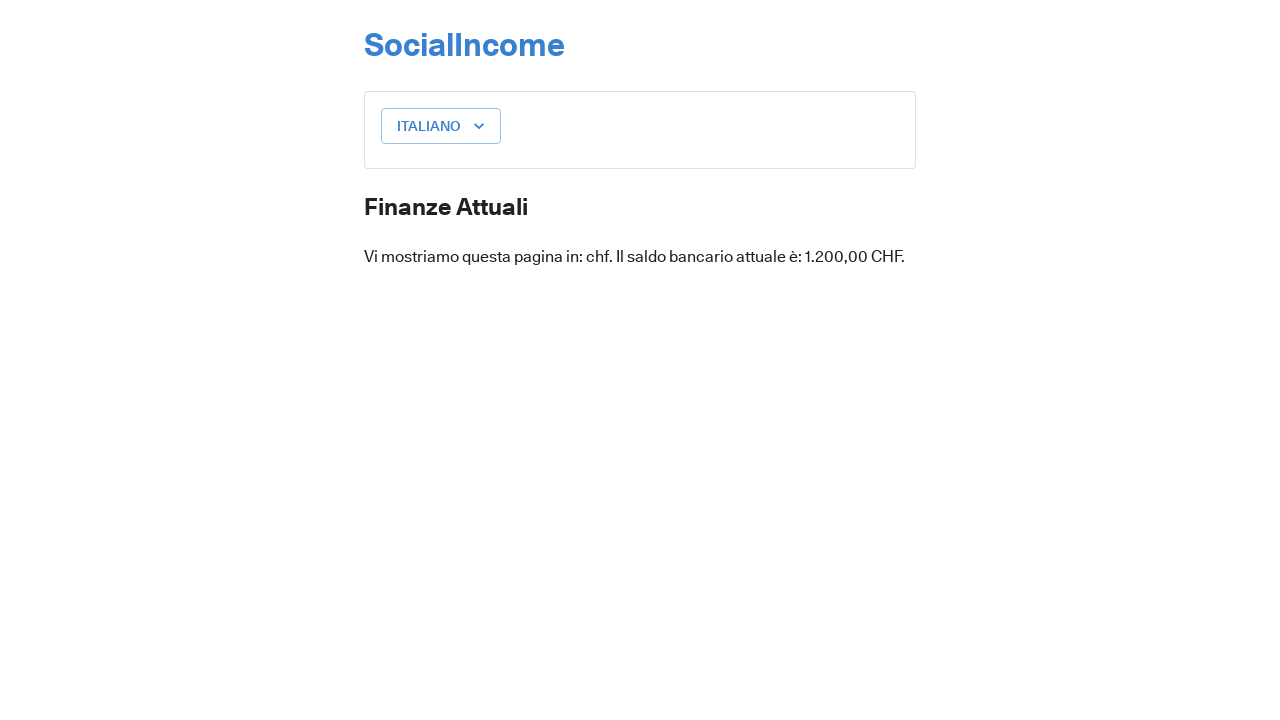 SocialIncome
ITALIANO
Finanze Attuali
Vi mostriamo questa pagina in: chf. Il saldo bancario attuale è: 1.200,00 CHF.